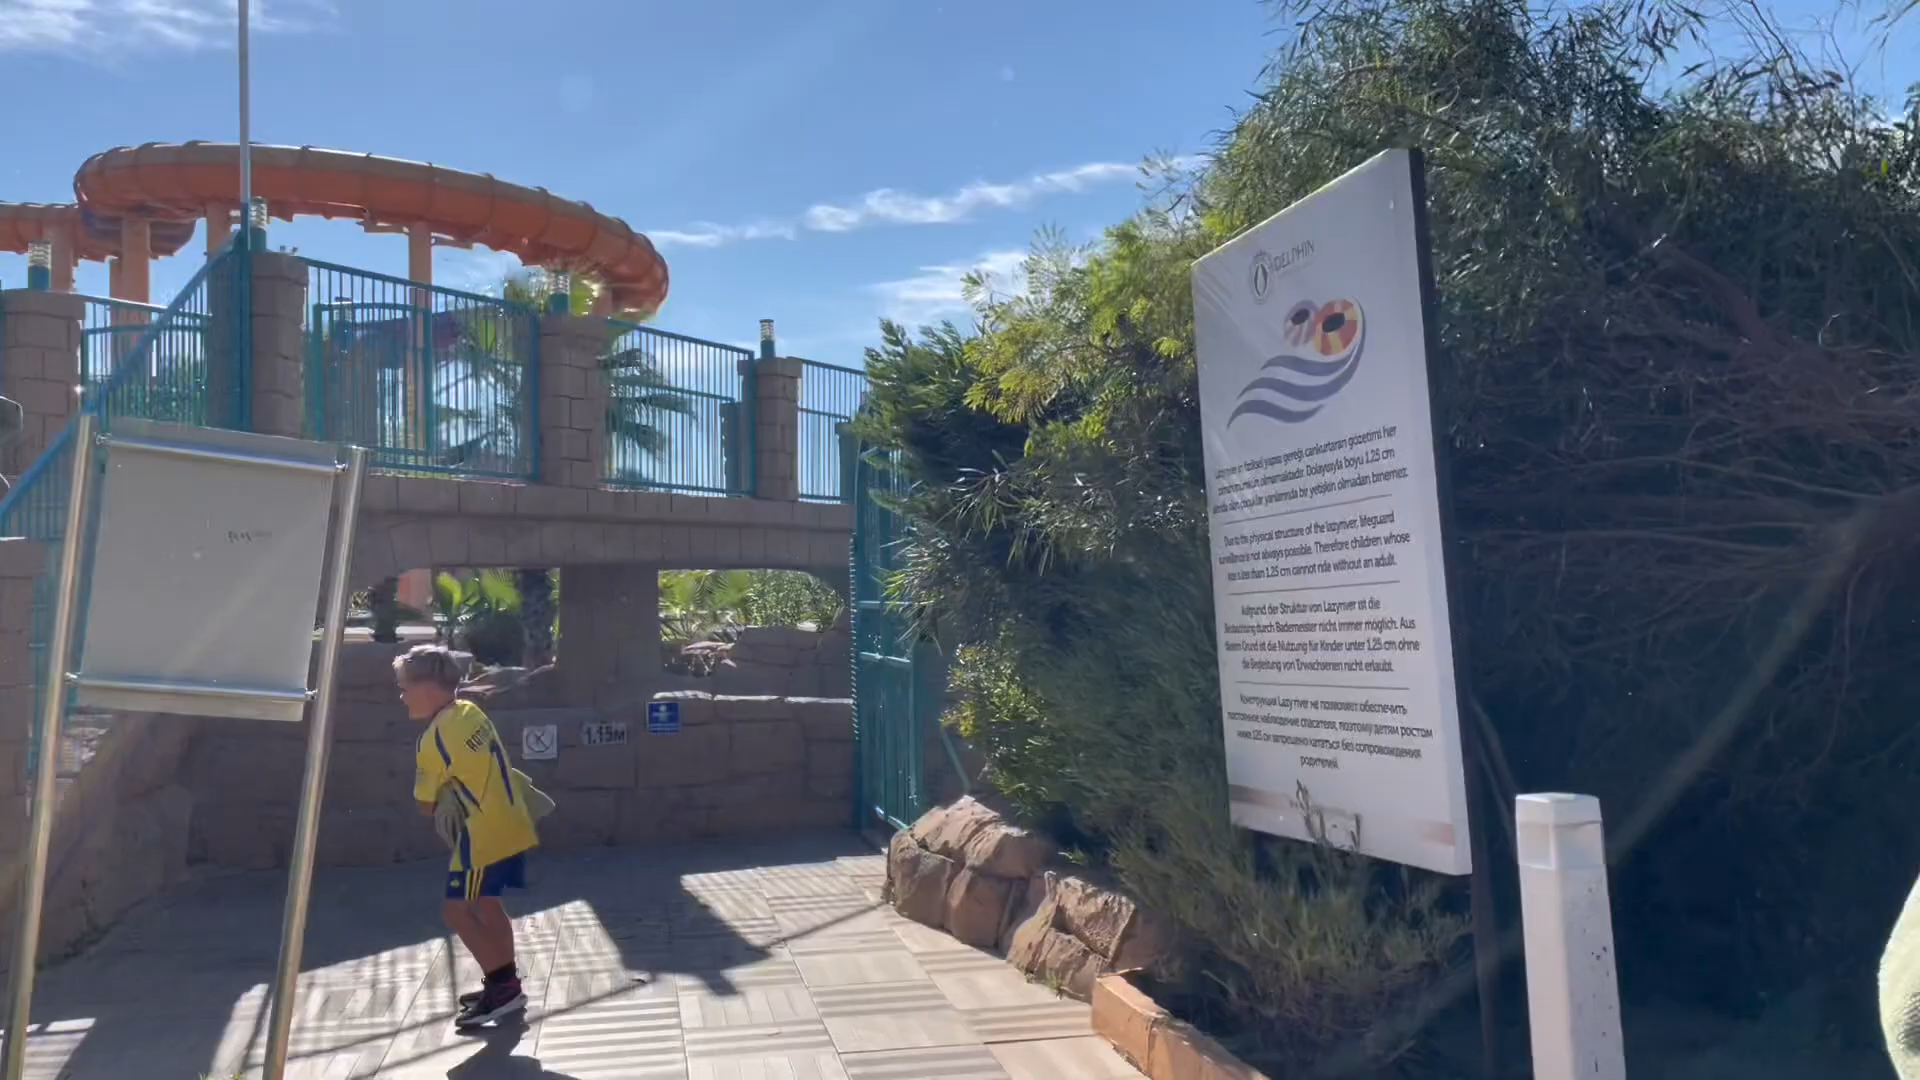 DELPHIN
Lazyriver'ın fiziksel yapısı gereği cankurtaran gözetimi her
zaman mümkün olmamaktadır. Dolayısıyla boyu 1.25 cm
altında olan çocuklar yanlarında bir yetişkin olmadan binemez.
Due to the physical structure of the lazyriver, lifeguard
surveillance is not always possible. Therefore children whose
size is less than 1.25 cm cannot ride without an adult.
Aufgrund der Struktur von Lazyriver ist die
Beobachtung durch Bademeister nicht immer möglich. Aus
diesem Grund ist die Nutzung für Kinder unter 1.25 cm ohne
die Begleitung von Erwachsenen nicht erlaubt.
Конструкция Lazy river не позволяет обеспечить
постоянное наблюдение спасателя, поэтому детям ростом
ниже 125 см запрещено кататься без сопровождения
родителей.
1.15M
1